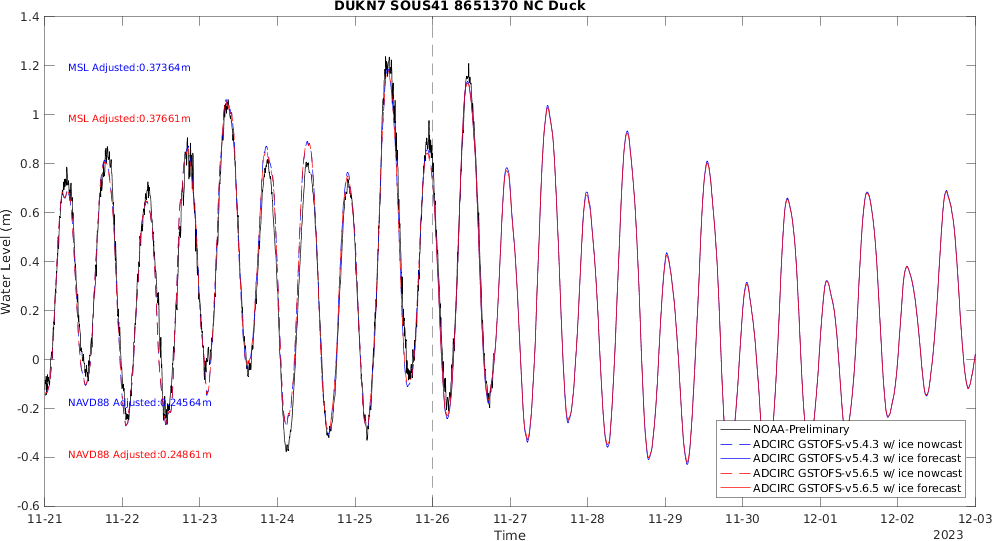 DUKN7 SOUS41 8651370 NC Duck
1.4
1.2
1
0.8
0.6
0.4
0.2
0
-0.2
-0.4
-0.6
Water Level (m)
MSL Adjusted:0.37364m
MSL Adjusted:0.37661m
NAVD88 Adjusted:0.24564m
NAVD88 Adjusted:0.24861m
NOAA-Preliminary
ADCIRC GSTOFS-v5.4.3 w/ ice nowcast
ADCIRC GSTOFS-v5.4.3 w/ ice forecast
ADCIRC GSTOFS-v5.6.5 w/ ice nowcast
ADCIRC GSTOFS-v5.6.5 w/ ice forecast
11-21 11-22 11-23 11-24 11-25 11-26 11-27 11-28 11-29 11-30 12-01 12-02 12-03
Time
2023